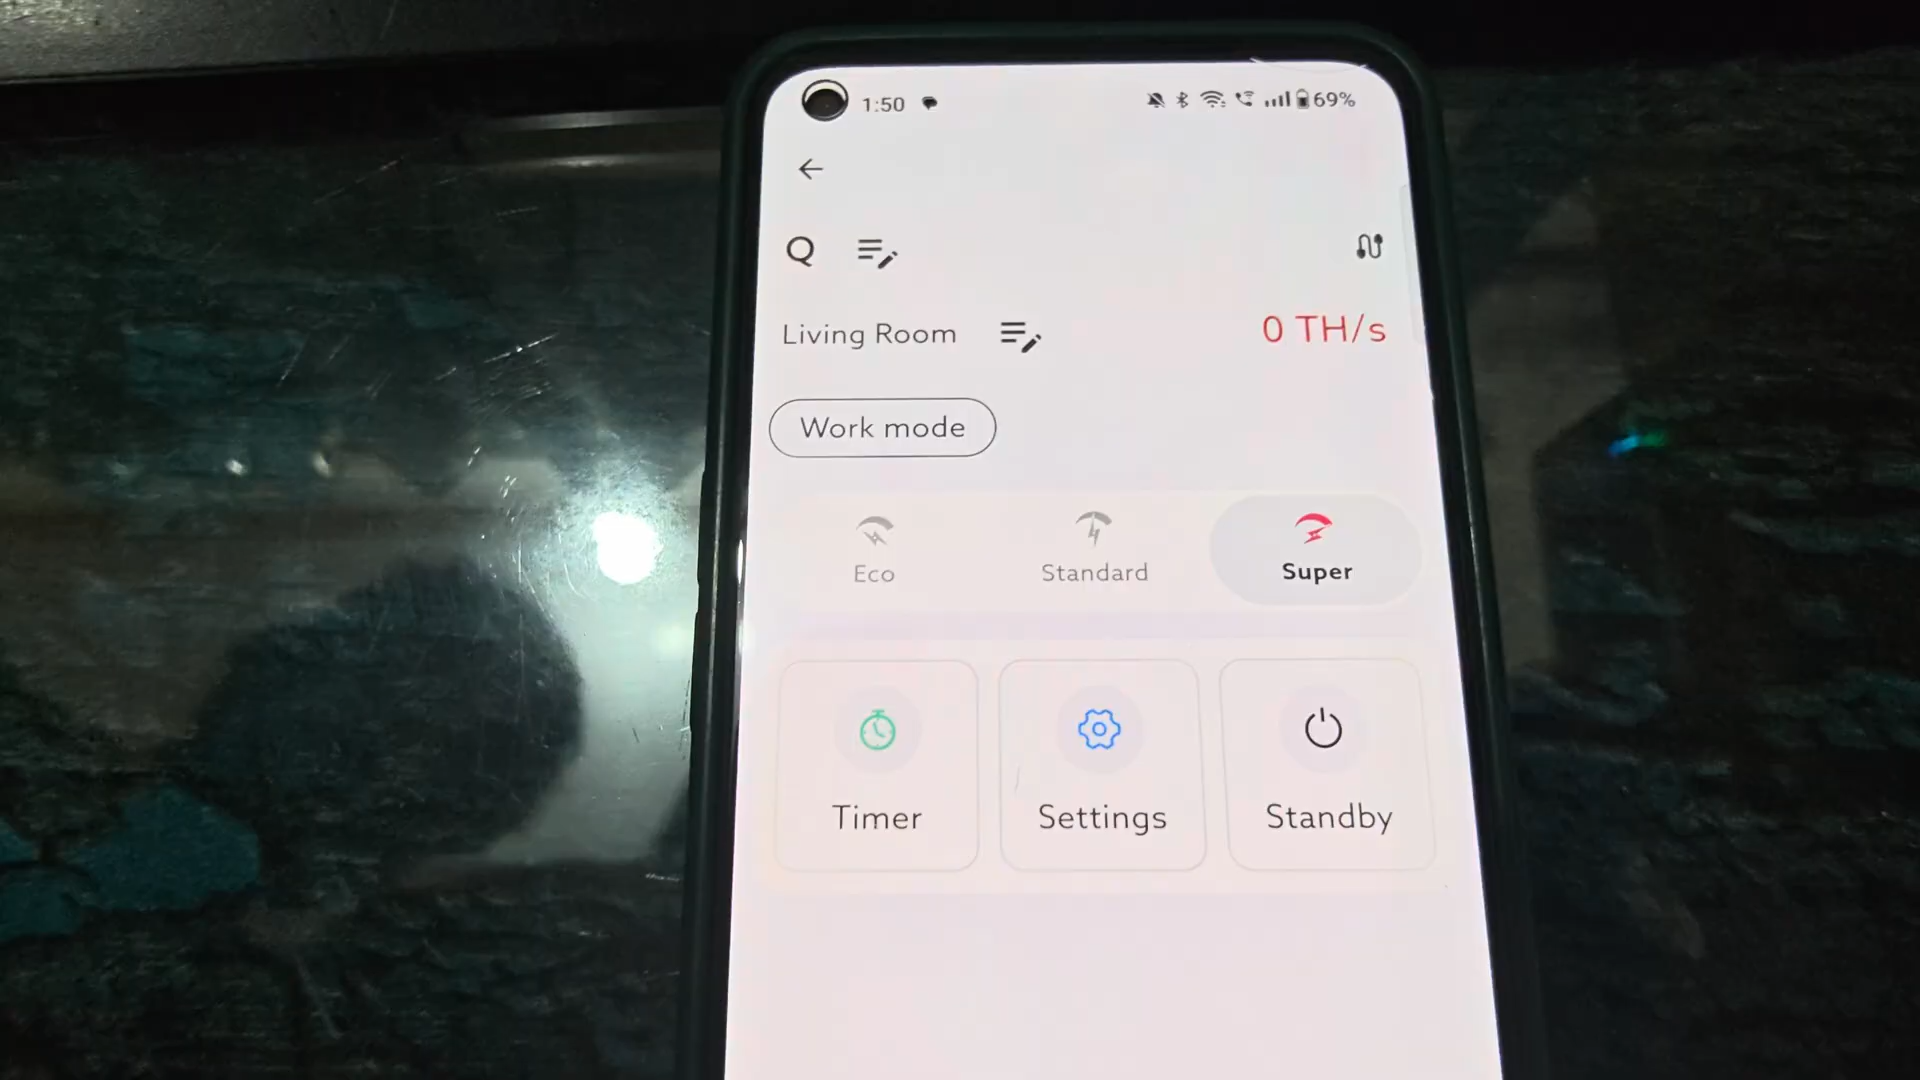 1:50 69%
Q
Living Room 0 TH/s
Work mode
Eco Standard Super
Timer Settings Standby